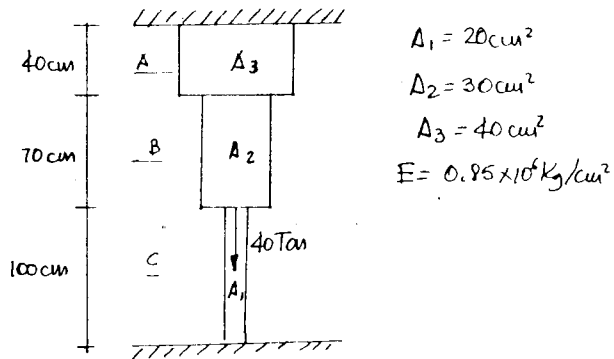 40cm
A
A3
70cm
B
A2
100cm
C
40Ton
A1
A1 = 20cm²
A2 = 30cm²
A3 = 40cm²
E = 0.85×10⁶ Kg/cm²